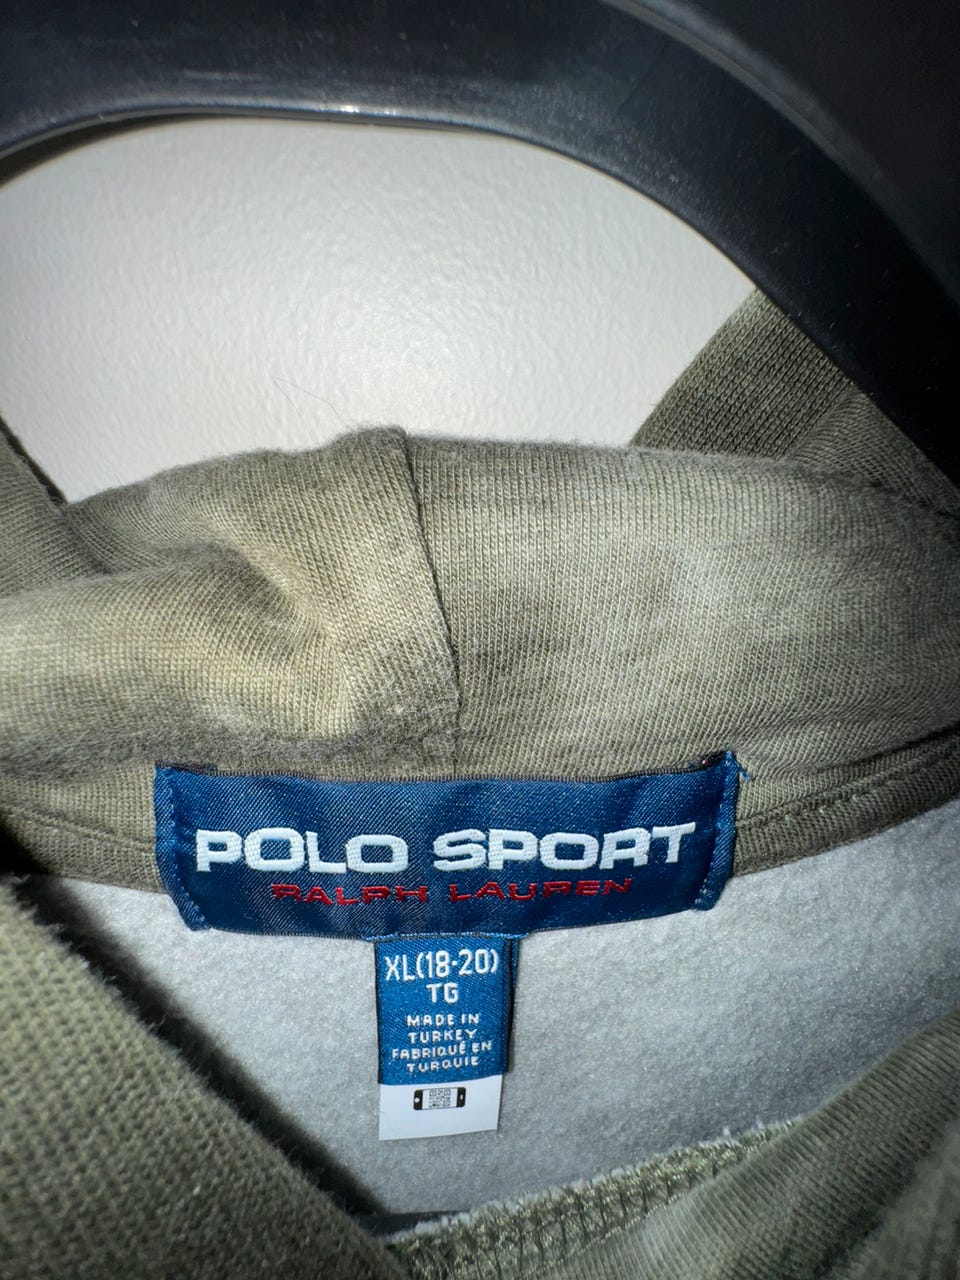 POLO SPORT
RALPH LAUREN
XL(18-20)
TG
MADE IN
TURKEY
FABRIQUÉ EN
TURQUIE